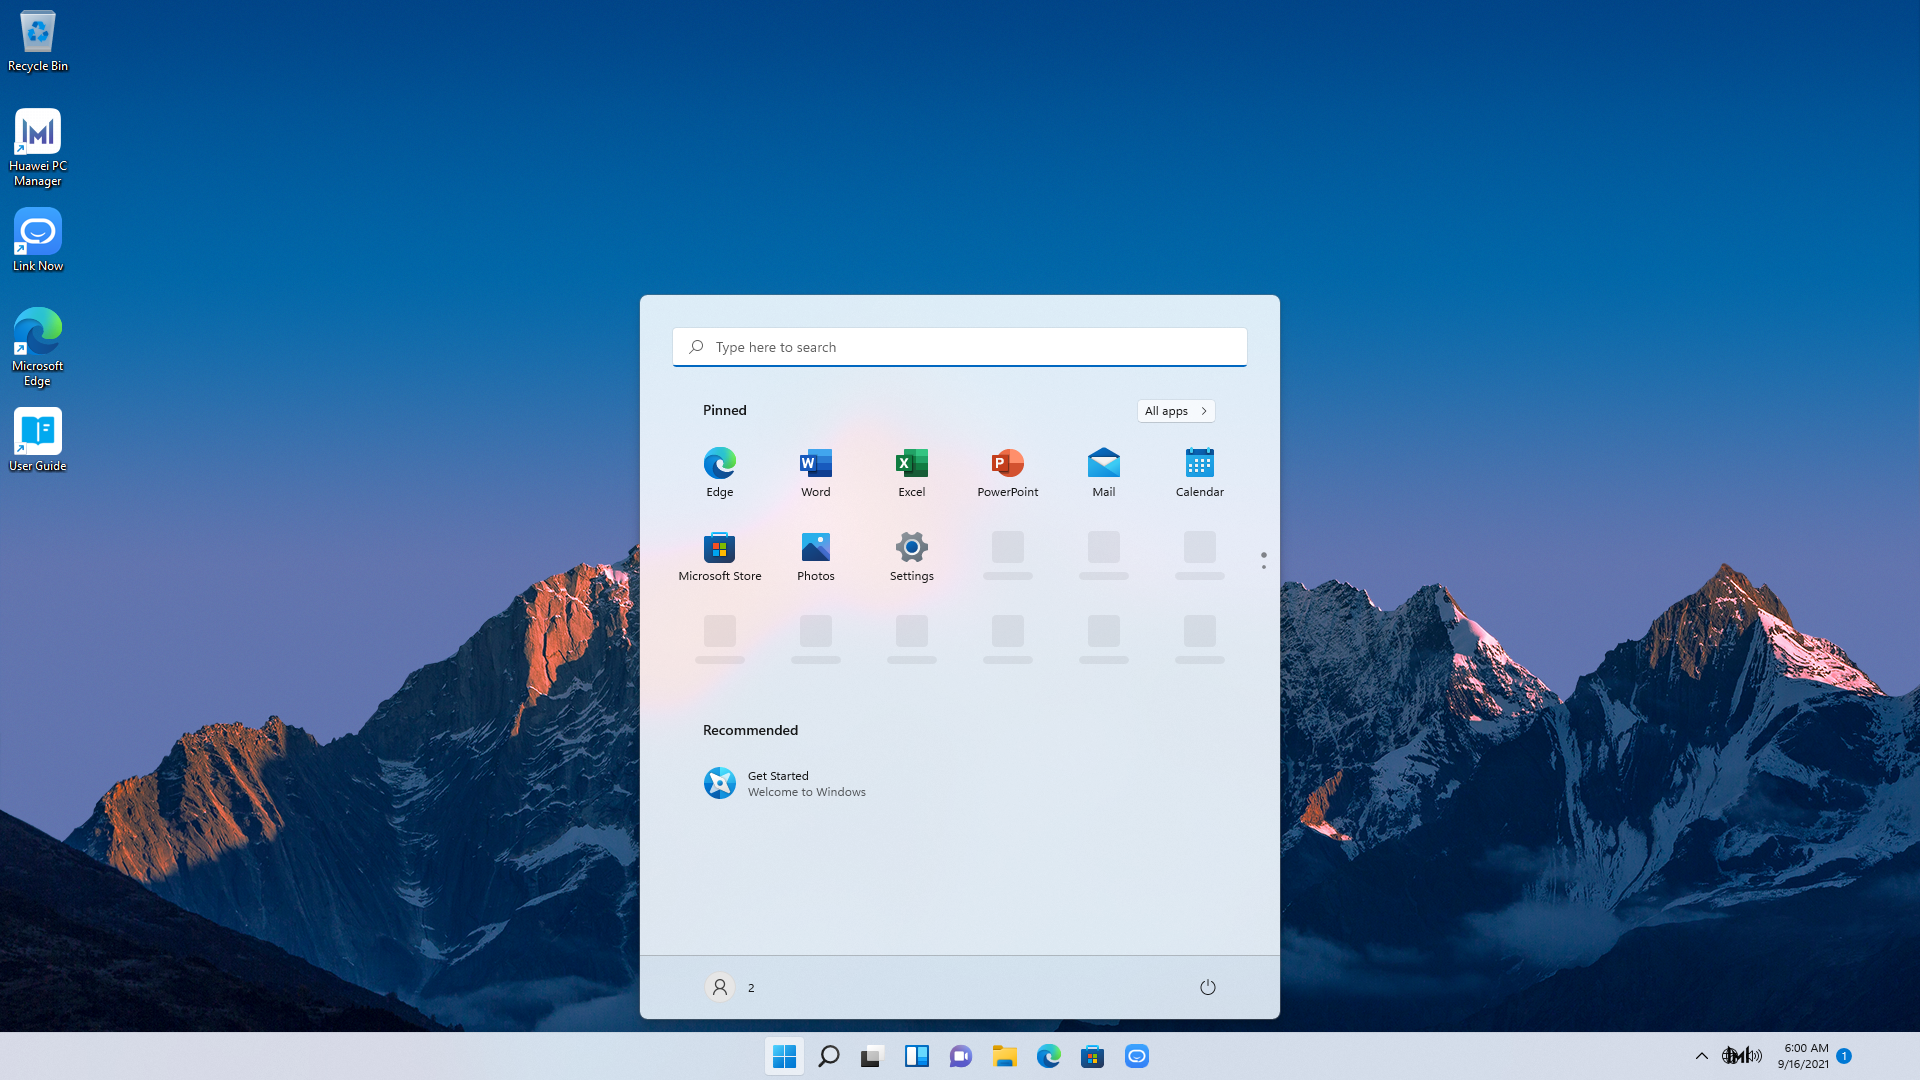 Recycle Bin
Huawei PC
Manager
Link Now
Microsoft
Edge
User Guide
Type here to search
Pinned
All apps
Edge
Word
Excel
PowerPoint
Mail
Calendar
Microsoft Store
Photos
Settings
Recommended
Get Started
Welcome to Windows
2
6:00 AM
9/16/2021
1